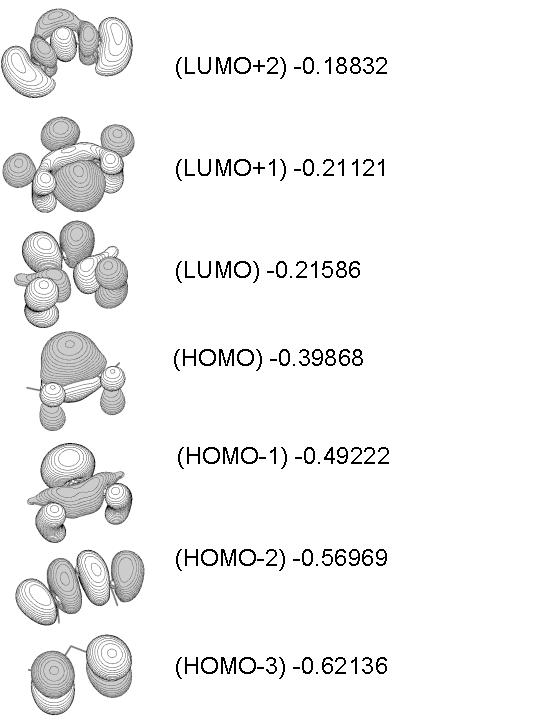 (LUMO+2) -0.18832
(LUMO+1) -0.21121
(LUMO) -0.21586
(HOMO) -0.39868
(HOMO-1) -0.49222
(HOMO-2) -0.56969
(HOMO-3) -0.62136